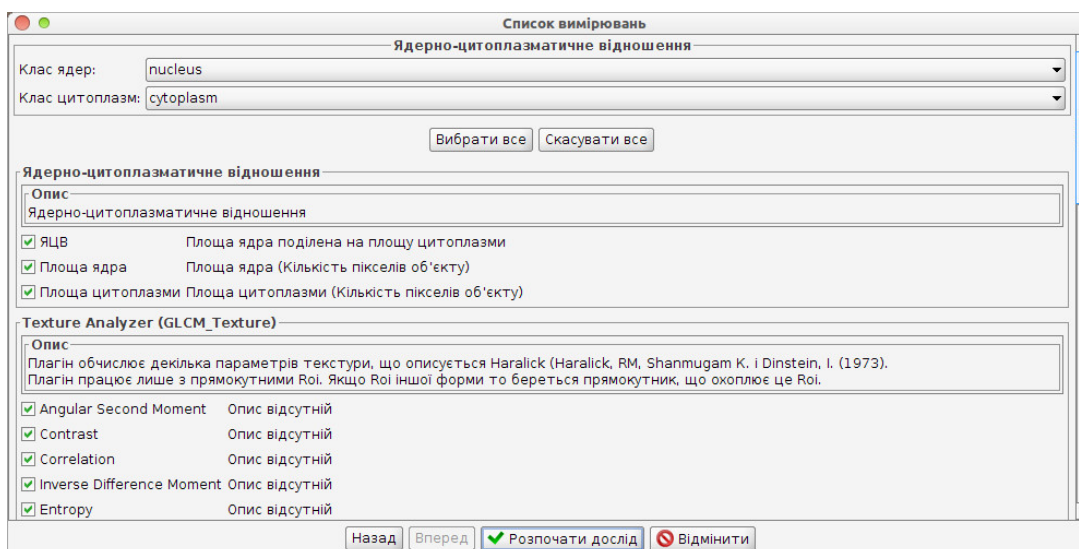 Список вимірювань
Ядерно-цитоплазматичне відношення
Клас ядер: nucleus
Клас цитоплазм: cytoplasm
Вибрати все Скасувати все
Ядерно-цитоплазматичне відношення
Опис
Ядерно-цитоплазматичне відношення
ЯЦВ Площа ядра поділена на площу цитоплазми
Площа ядра Площа ядра (Кількість пікселів об'єкту)
Площа цитоплазми Площа цитоплазми (Кількість пікселів об'єкту)
Texture Analyzer (GLCM_Texture)
Опис
Плагін обчислює декілька параметрів текстури, що описується Haralick (Haralick, RM, Shanmugam K. і Dinstein, I. (1973).
Плагін працює лише з прямокутними Roi. Якщо Roi іншої форми то береться прямокутник, що охоплює це Roi.
Angular Second Moment Опис відсутній
Contrast Опис відсутній
Correlation Опис відсутній
Inverse Difference Moment Опис відсутній
Entropy Опис відсутній
Назад Вперед Розпочати дослід Відмінити